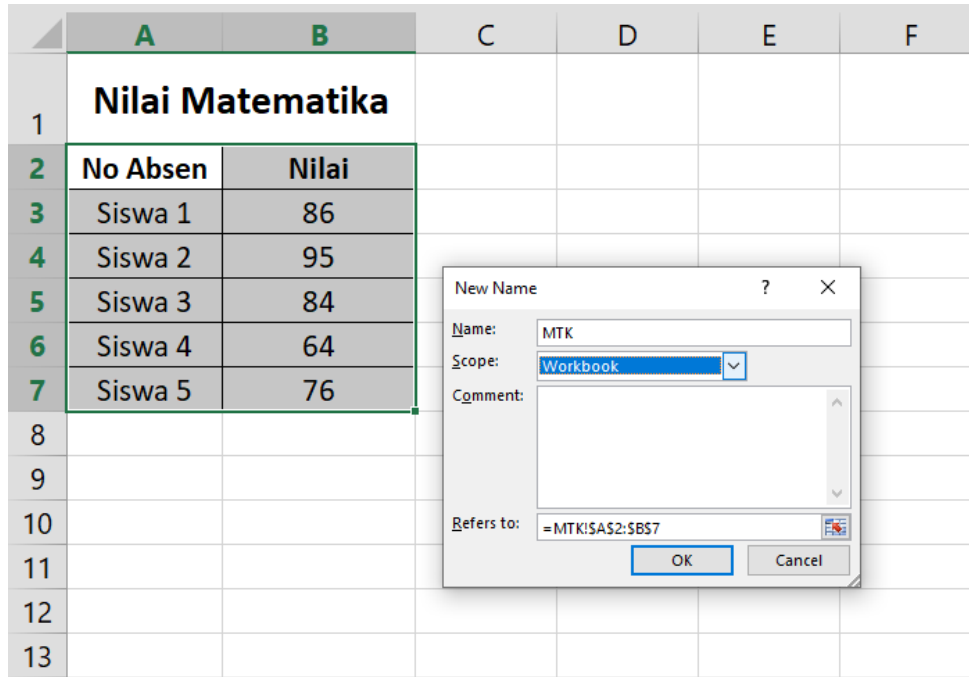 A B C D E F
1 Nilai Matematika
2 No Absen Nilai
3 Siswa 1 86
4 Siswa 2 95
5 Siswa 3 84
6 Siswa 4 64
7 Siswa 5 76
8
9
10
11
12
13
New Name ? ×
Name: MTK
Scope: Workbook
Comment:
Refers to: =MTK!$A$2:$B$7
OK Cancel